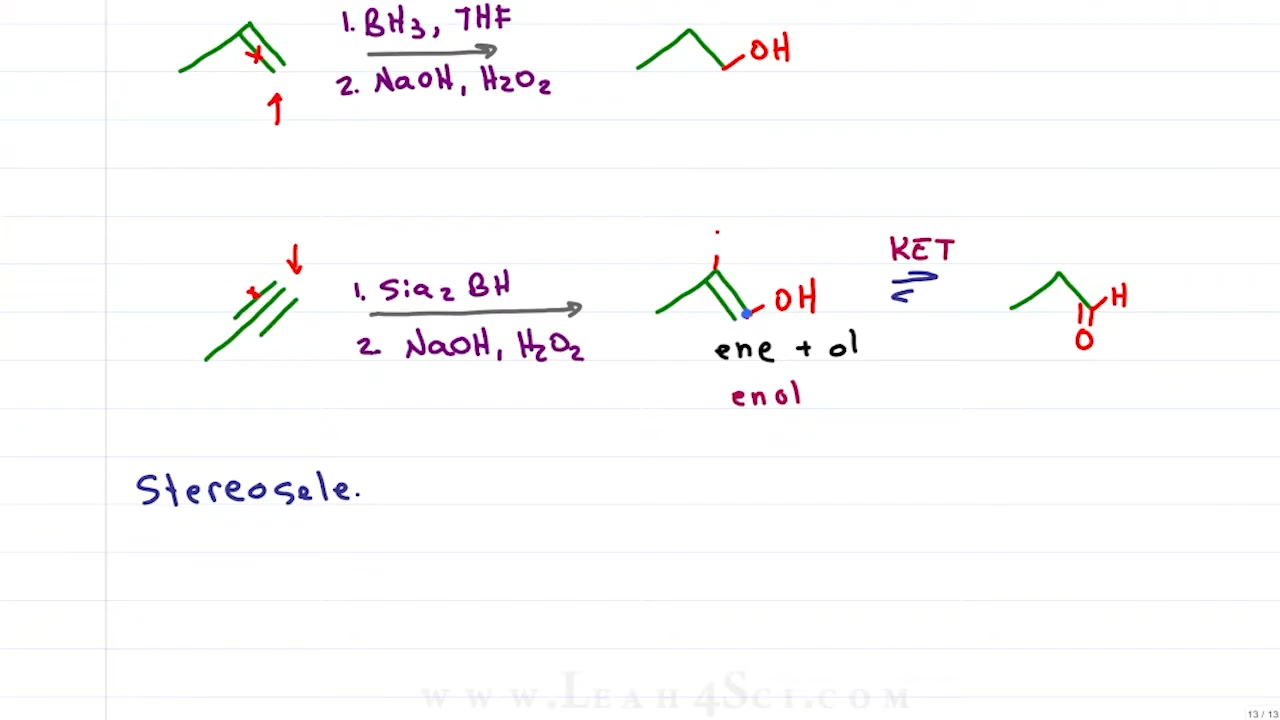 1. BH3, THF
2. NaOH, H2O2
OH
1. Sia2 BH
2. NaOH, H2O2
OH
ene + ol
enol
KET
H
O
Stereosele.
www.Leah4Sci.com
13 / 13